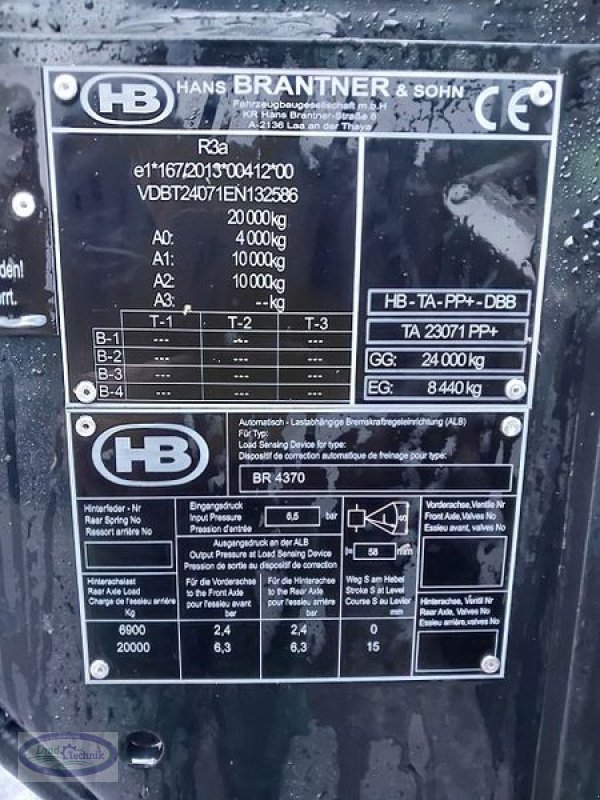 HB
HANS BRANTNER & SOHN
Fahrzeugbaugesellschaft m.b.H
KR Hans Brantner-Straße 8
A-2136 Laa an der Thaya
CE
R3a
e1*167/2013*00412*00
VDBT24071EN132586
20 000kg
A0: 4 000kg
A1: 10 000kg
A2: 10 000kg
A3: --kg
T-1 T-2 T-3
B-1 --- --- ---
B-2 --- --- ---
B-3 --- --- ---
B-4 --- --- ---
HB - TA - PP+ - DBB
TA 23071 PP+
GG: 24 000 kg
EG: 8 440 kg
den!
rrt.
HB
Automatisch - Lastabhängige Bremskraftregeleinrichtung (ALB)
Für Typ:
Load Sensing Device for type:
Dispositif de correction automatique de freinage pour type:
BR 4370
Hinterfeder - Nr
Rear Spring No
Ressort arrière No
Eingangsdruck
Input Pressure
Pression d'entrée
6,5 bar
Ausgangsdruck an der ALB
Output Pressure at Load Sensing Device
Pression de sortie au dispositif de correction
S
l= 58 mm
Vorderachse, Ventile Nr
Front Axle, Valves No
Essieu avant, valves No
Hinterachslast
Rear Axle Load
Charge de l'essieu arrière
Kg
Für die Vorderachse
to the Front Axle
pour l'essieu avant
bar
Für die Hinterachse
to the Rear Axle
pour l'essieu arrière
bar
Weg S am Hebel
Stroke S at Level
Course S au Levier
mm
Hinterachse, Ventil Nr
Rear Axle, Valves No
Essieu arrière, valves No
6900 2,4 2,4 0
20000 6,3 6,3 15
Land Technik